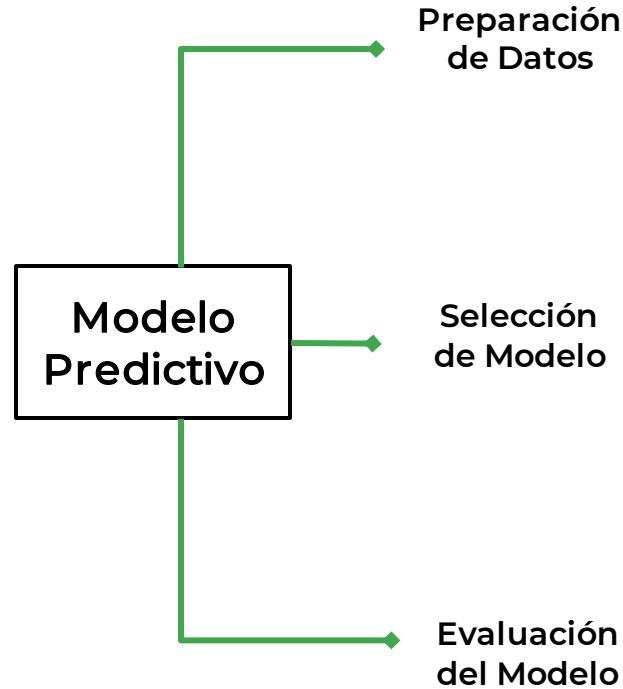 Preparación
de Datos
Modelo
Predictivo
Selección
de Modelo
Evaluación
del Modelo